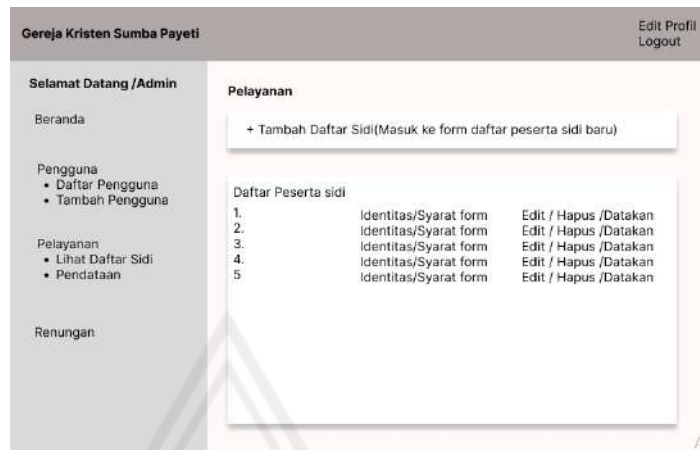 Gereja Kristen Sumba Payeti
Edit Profil
Logout
Selamat Datang /Admin
Beranda
Pengguna
• Daftar Pengguna
• Tambah Pengguna
Pelayanan
• Lihat Daftar Sidi
• Pendataan
Renungan
Pelayanan
+ Tambah Daftar Sidi(Masuk ke form daftar peserta sidi baru)
Daftar Peserta sidi
1. Identitas/Syarat form Edit / Hapus /Datakan
2. Identitas/Syarat form Edit / Hapus /Datakan
3. Identitas/Syarat form Edit / Hapus /Datakan
4. Identitas/Syarat form Edit / Hapus /Datakan
5 Identitas/Syarat form Edit / Hapus /Datakan